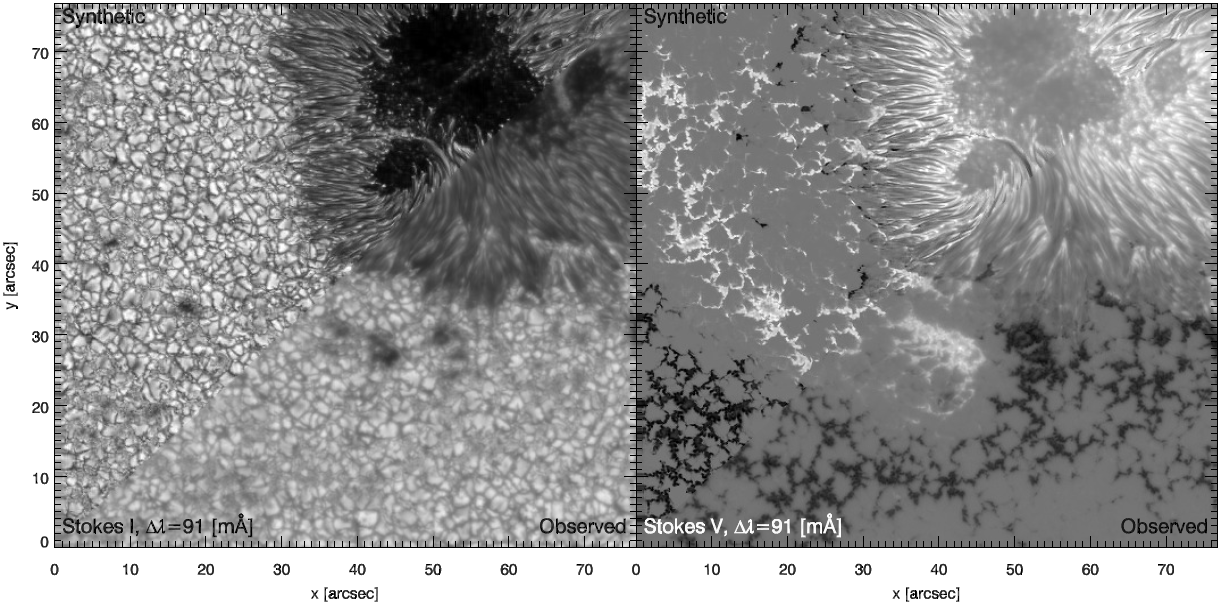 Synthetic
Synthetic
70
60
50
40
30
20
10
0
y [arcsec]
Stokes I, Δλ=91 [mÅ]
Observed
Stokes V, Δλ=91 [mÅ]
Observed
0 10 20 30 40 50 60 70
0 10 20 30 40 50 60 70
x [arcsec]
x [arcsec]